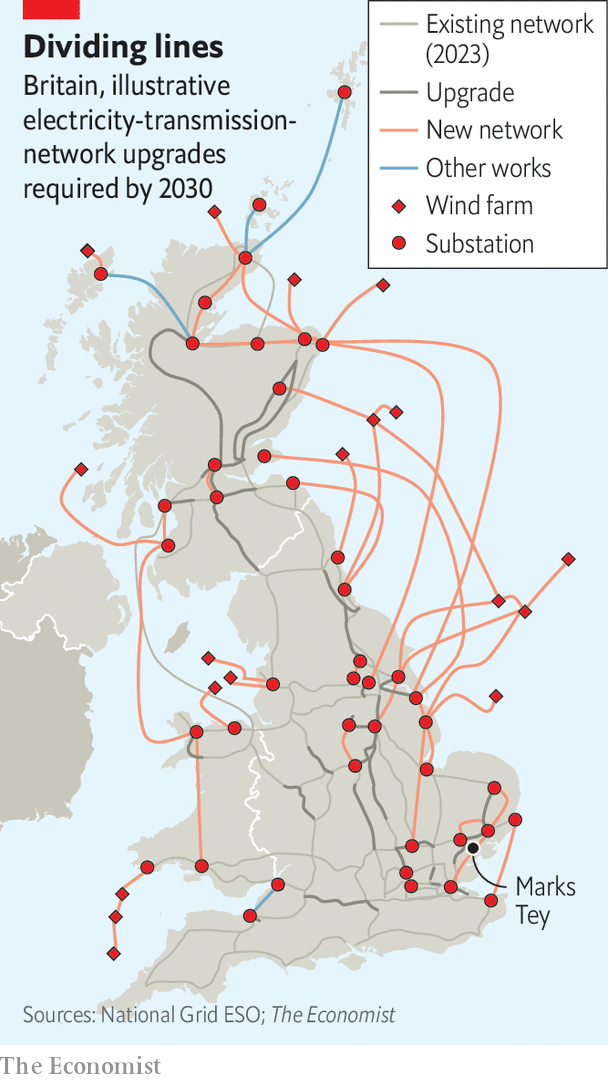 Dividing lines
Britain, illustrative
electricity-transmission-
network upgrades
required by 2030
Existing network
(2023)
Upgrade
New network
Other works
Wind farm
Substation
Marks
Tey
Sources: National Grid ESO; The Economist
The Economist